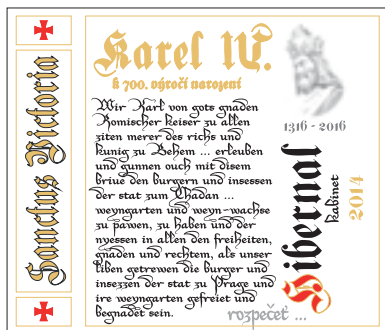 Sanctus Victoria
Karel IV.
k 700. výročí narození
1316 - 2016
Wir Karl von gots gnaden
Romischer keiser zu allen
ziten merer des richs und
kunig zu Behem ... erleuben
und gunnen ouch mit disem
briue den burgern und insessen
der stat zum Chadan ...
weyngarten und weyn-wachse
zu pawen, zu haben und der
nyessen in allen den freiheiten,
gnaden und rechtem, als unser
liben getrewen die burger und
insezzen der stat zu Prage und
ire weyngarten gefreiet und
begnadet sein.
rozpečeť ...
Hibernal
kabinet
2014